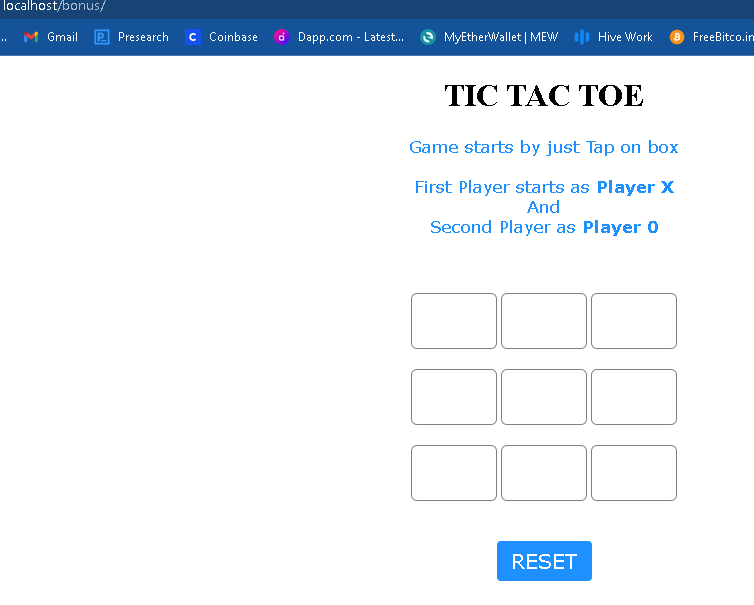 localhost/bonus/
.. Gmail Presearch Coinbase Dapp.com - Latest... MyEtherWallet | MEW Hive Work FreeBitco.in
TIC TAC TOE
Game starts by just Tap on box
First Player starts as Player X
And
Second Player as Player 0
RESET